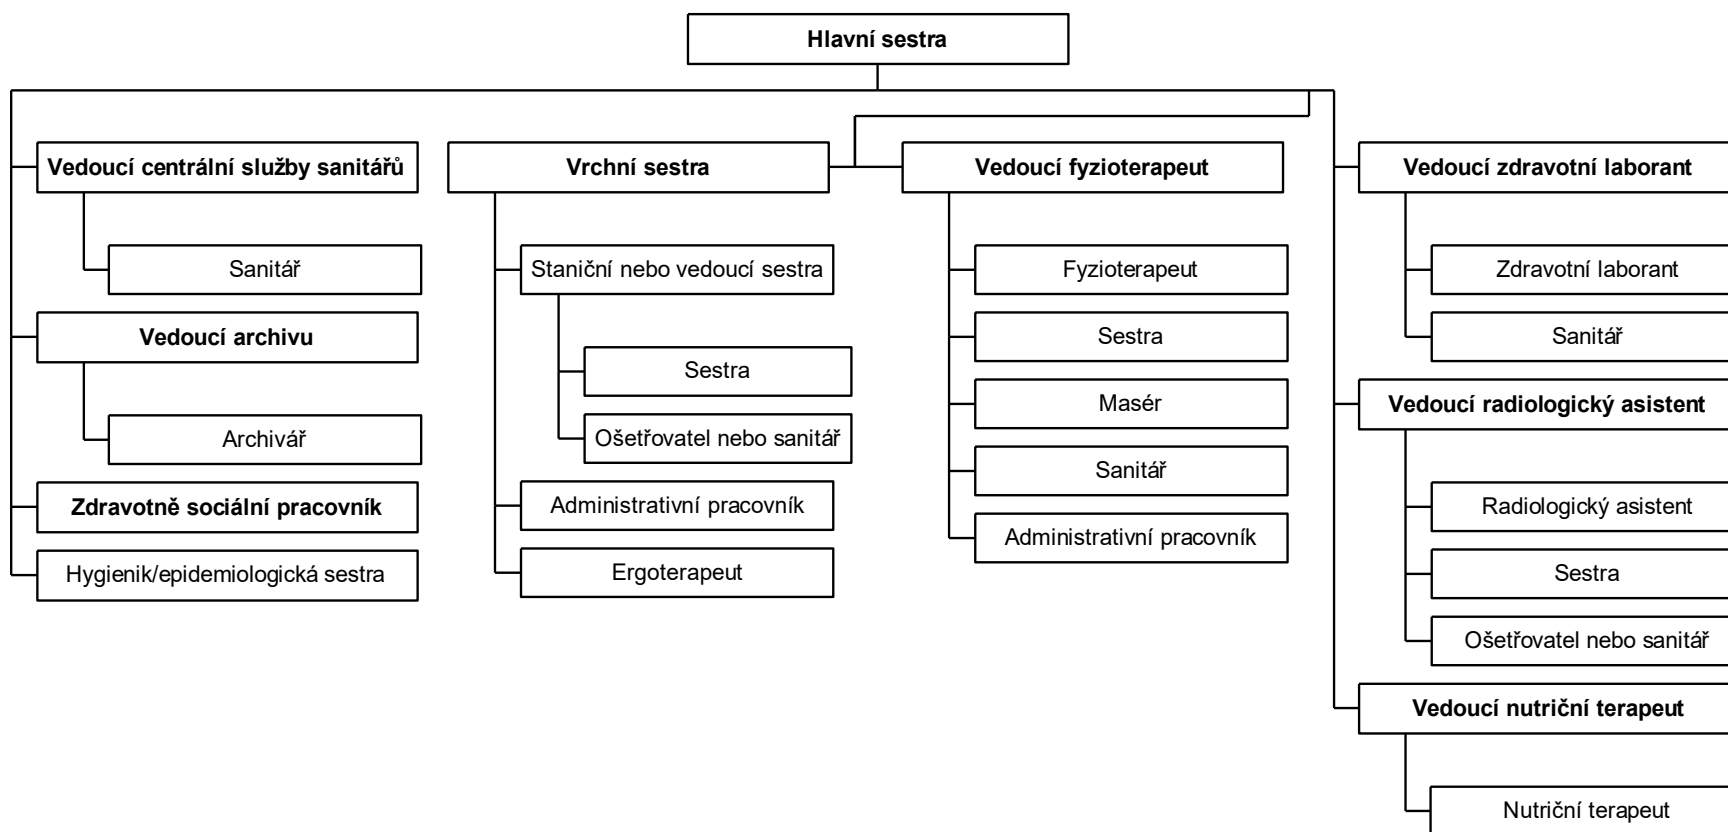 Hlavní sestra
Vedoucí centrální služby sanitářů
Sanitář
Vedoucí archivu
Archivář
Zdravotně sociální pracovník
Hygienik/epidemiologická sestra
Vrchní sestra
Staniční nebo vedoucí sestra
Sestra
Ošetřovatel nebo sanitář
Administrativní pracovník
Ergoterapeut
Vedoucí fyzioterapeut
Fyzioterapeut
Sestra
Masér
Sanitář
Administrativní pracovník
Vedoucí zdravotní laborant
Zdravotní laborant
Sanitář
Vedoucí radiologický asistent
Radiologický asistent
Sestra
Ošetřovatel nebo sanitář
Vedoucí nutriční terapeut
Nutriční terapeut